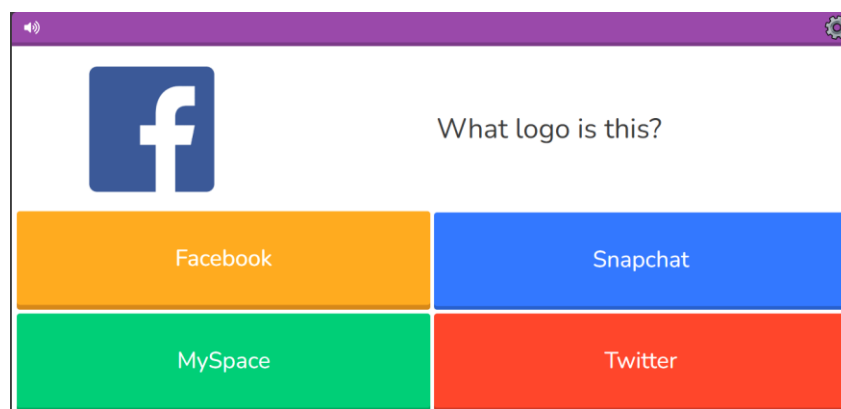 f
What logo is this?
Facebook
Snapchat
MySpace
Twitter